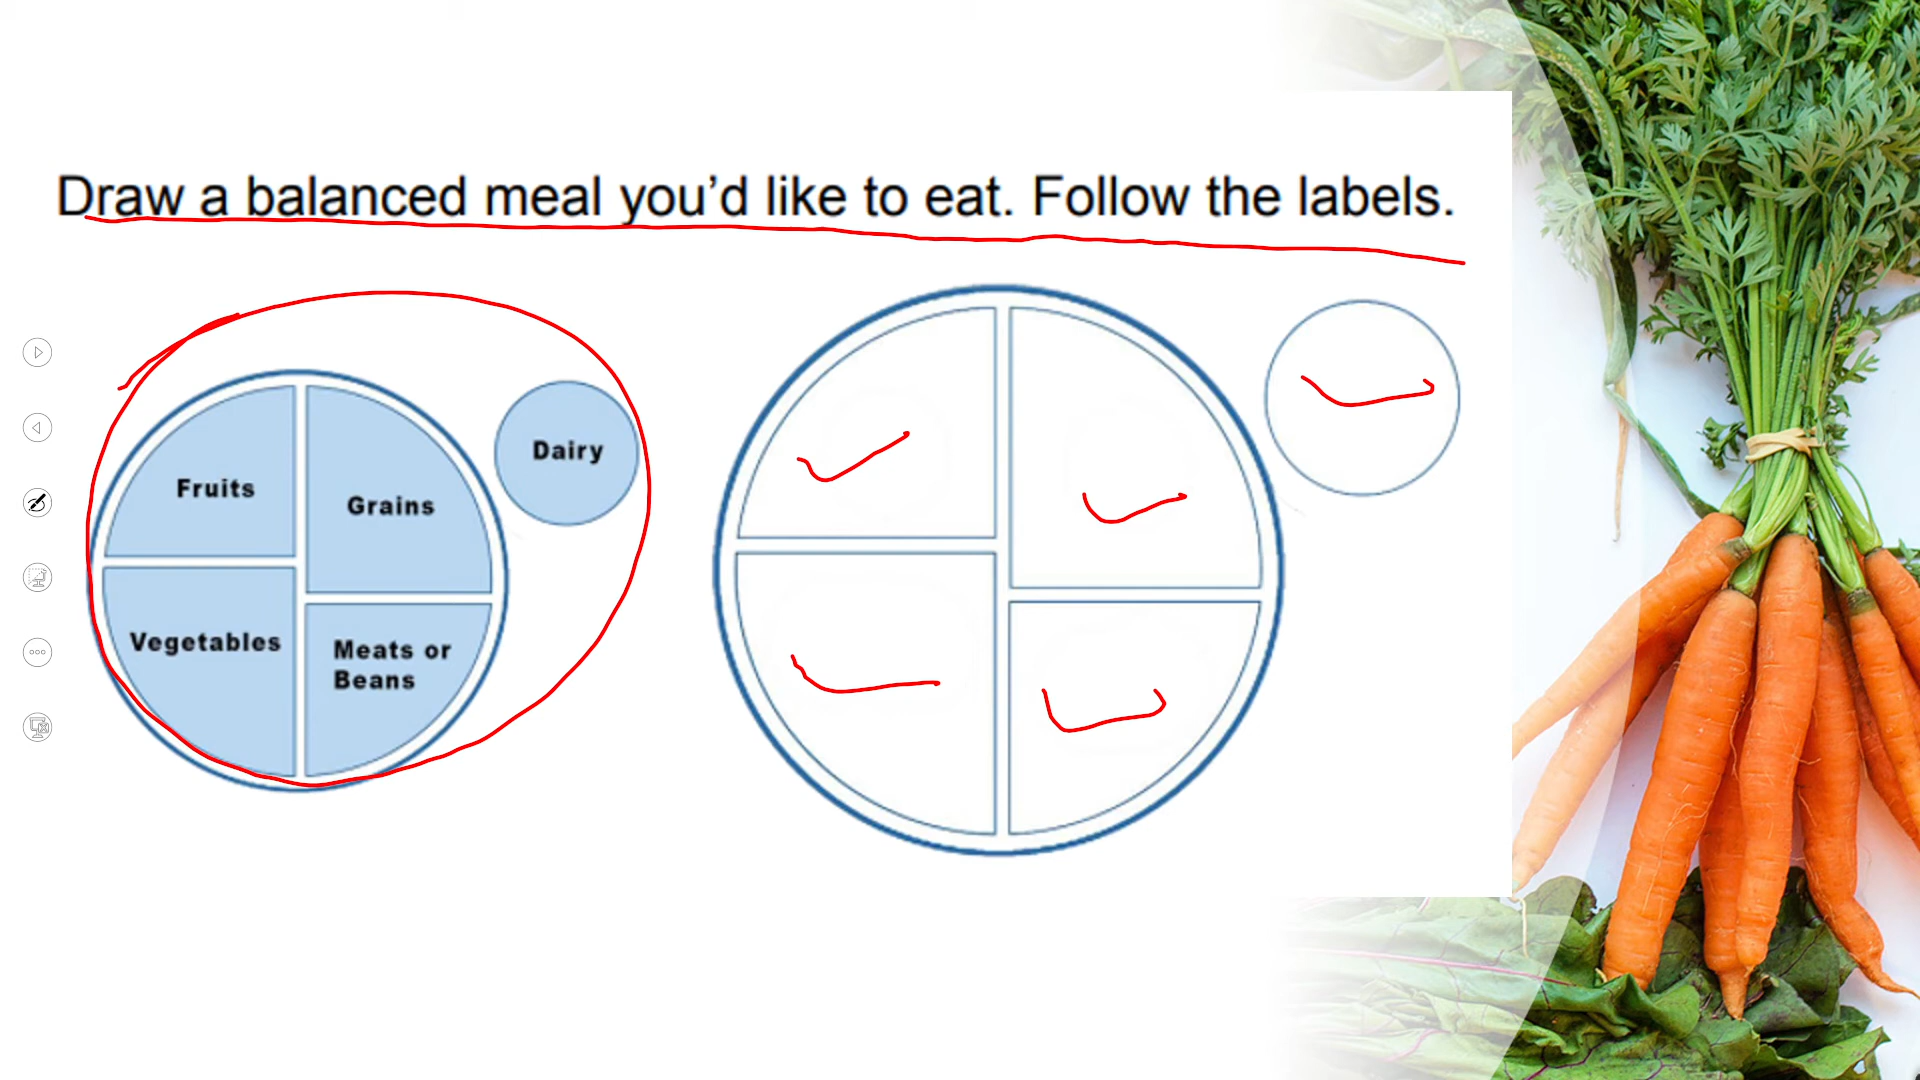 Draw a balanced meal you’d like to eat. Follow the labels.
Dairy
Fruits
Grains
Vegetables
Meats or
Beans